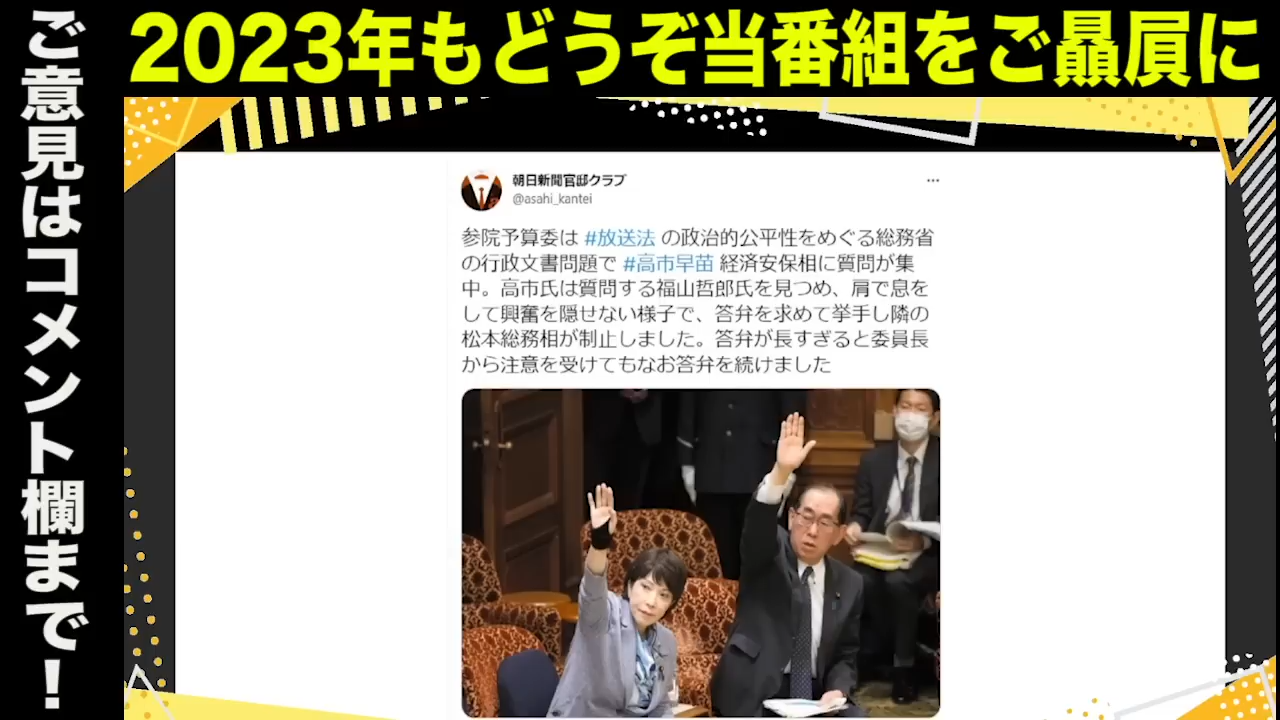 2023年もどうぞ当番組をご贔屓に
ご意見はコメント欄まで!
朝日新聞官邸クラブ
@asahi_kantei
参院予算委は #放送法 の政治的公平性をめぐる総務省
の行政文書問題で #高市早苗 経済安保相に質問が集
中。高市氏は質問する福山哲郎氏を見つめ、肩で息を
して興奮を隠せない様子で、答弁を求めて挙手し隣の
松本総務相が制止しました。答弁が長すぎると委員長
から注意を受けてもなお答弁を続けました